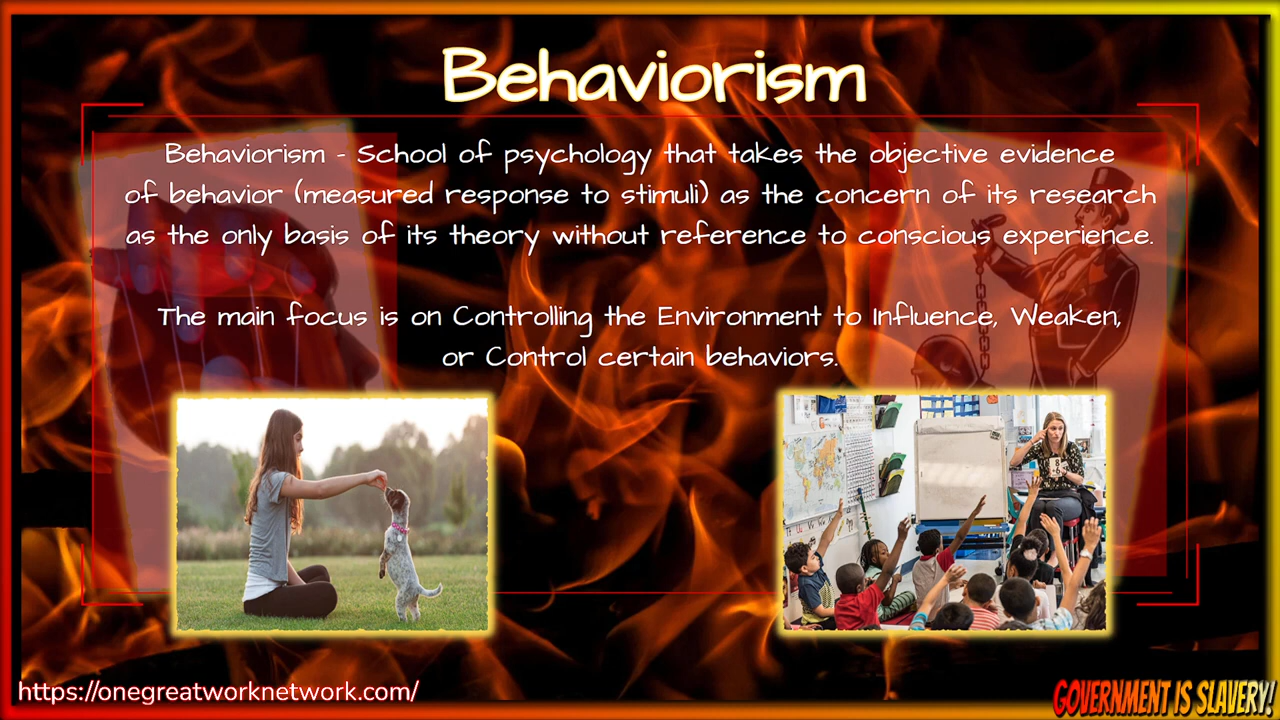 Behaviorism
Behaviorism - School of psychology that takes the objective evidence
of behavior (measured response to stimuli) as the concern of its research
as the only basis of its theory without reference to conscious experience.
The main focus is on Controlling the Environment to Influence, Weaken,
or Control certain behaviors.
https://onegreatworknetwork.com/
GOVERNMENT IS SLAVERY!